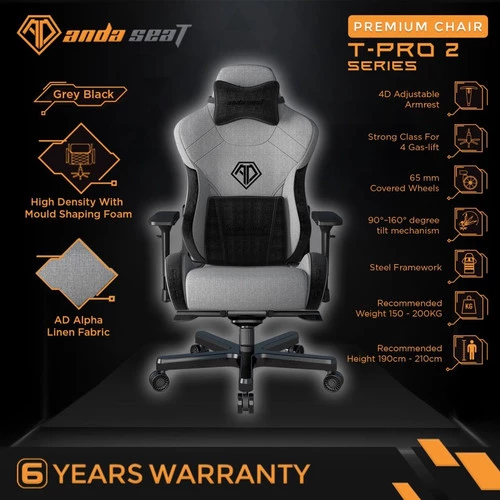 anda seaT
PREMIUM CHAIR
T-PRO 2
SERIES
Grey Black
High Density With
Mould Shaping Foam
AD Alpha
Linen Fabric
4D Adjustable
Armrest
Strong Class For
4 Gas-lift
65 mm
Covered Wheels
90°-160° degree
tilt mechanism
Steel Framework
Recommended
Weight 150 - 200KG
KG
Recommended
Height 190cm - 210cm
6 YEARS WARRANTY